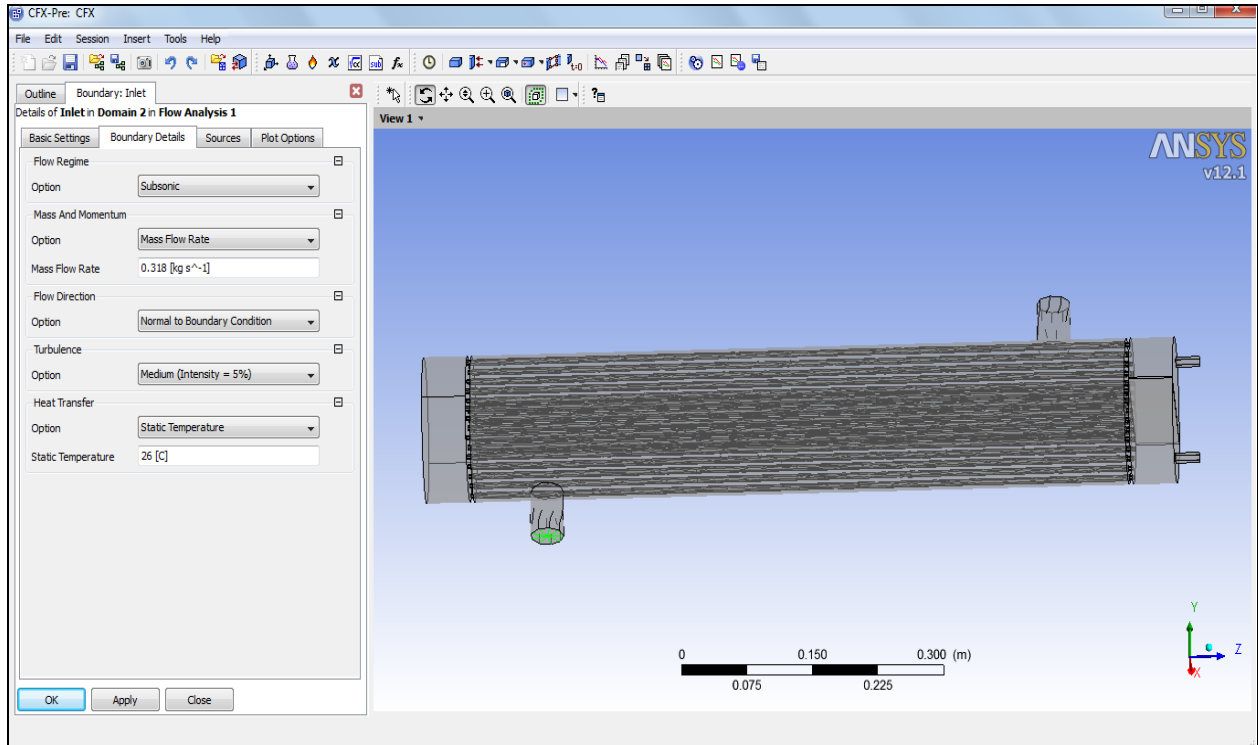 CFX-Pre: CFX
File Edit Session Insert Tools Help
Outline Boundary: Inlet
Details of Inlet in Domain 2 in Flow Analysis 1
Basic Settings Boundary Details Sources Plot Options
Flow Regime
Option Subsonic
Mass And Momentum
Option Mass Flow Rate
Mass Flow Rate 0.318 [kg s^-1]
Flow Direction
Option Normal to Boundary Condition
Turbulence
Option Medium (Intensity = 5%)
Heat Transfer
Option Static Temperature
Static Temperature 26 [C]
OK Apply Close
View 1
ANSYS
v12.1
0 0.150 0.300 (m)
0.075 0.225
Y
Z
X